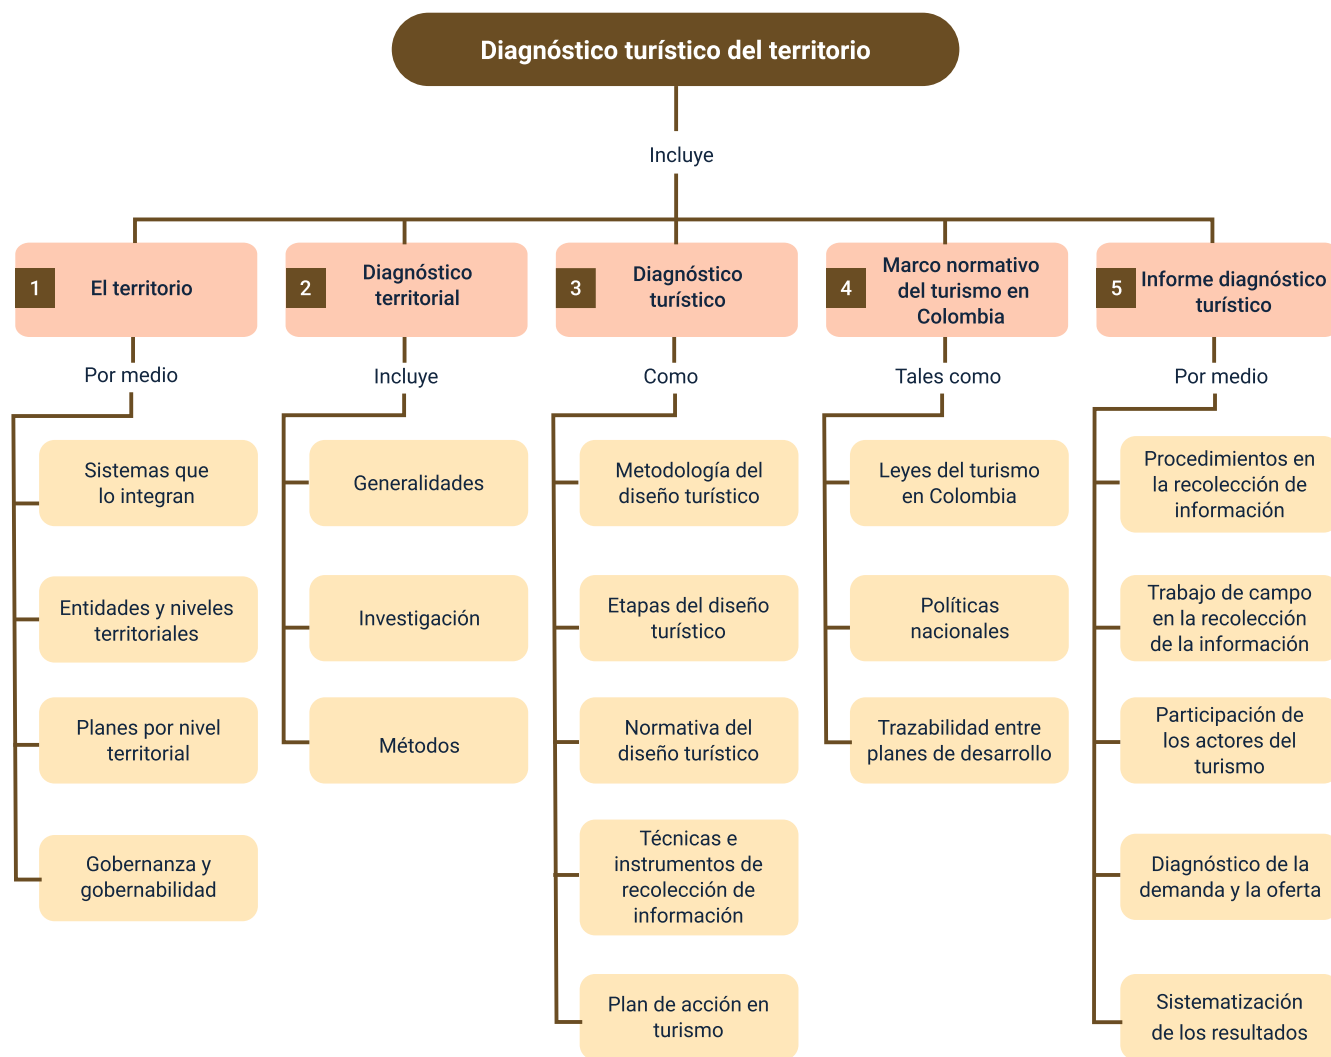 Diagnóstico turístico del territorio
Incluye
1
El territorio
Por medio
Sistemas que
lo integran
Entidades y niveles
territoriales
Planes por nivel
territorial
Gobernanza y
gobernabilidad
2
Diagnóstico
territorial
Incluye
Generalidades
Investigación
Métodos
3
Diagnóstico
turístico
Como
Metodología del
diseño turístico
Etapas del diseño
turístico
Normativa del
diseño turístico
Técnicas e
instrumentos de
recolección de
información
Plan de acción en
turismo
4
Marco normativo
del turismo en
Colombia
Tales como
Leyes del turismo
en Colombia
Políticas
nacionales
Trazabilidad entre
planes de desarrollo
5
Informe diagnóstico
turístico
Por medio
Procedimientos en
la recolección de
información
Trabajo de campo
en la recolección
de la información
Participación de
los actores del
turismo
Diagnóstico de la
demanda y la oferta
Sistematización
de los resultados